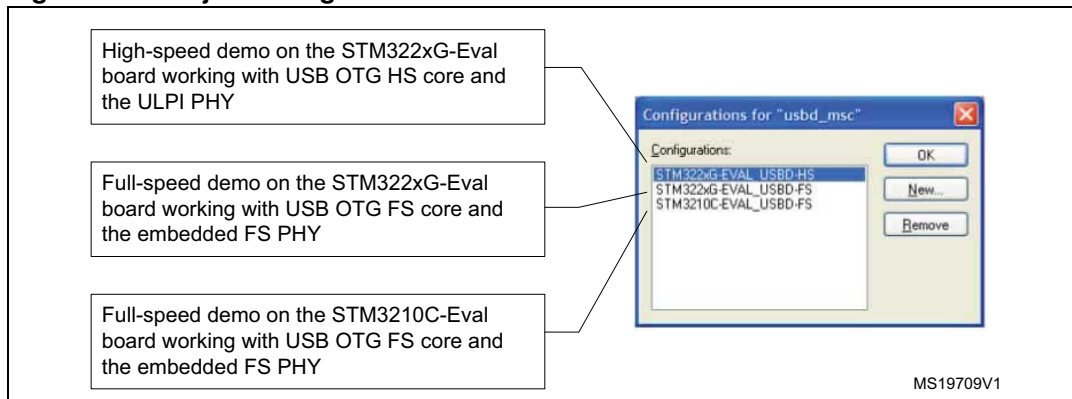 High-speed demo on the STM322xG-Eval
board working with USB OTG HS core and
the ULPI PHY
Full-speed demo on the STM322xG-Eval
board working with USB OTG FS core and
the embedded FS PHY
Full-speed demo on the STM3210C-Eval
board working with USB OTG FS core and
the embedded FS PHY
Configurations for "usbd_msc"
Configurations:
STM322xG-EVAL_USBD-HS
STM322xG-EVAL_USBD-FS
STM3210C-EVAL_USBD-FS
OK
New...
Remove
MS19709V1